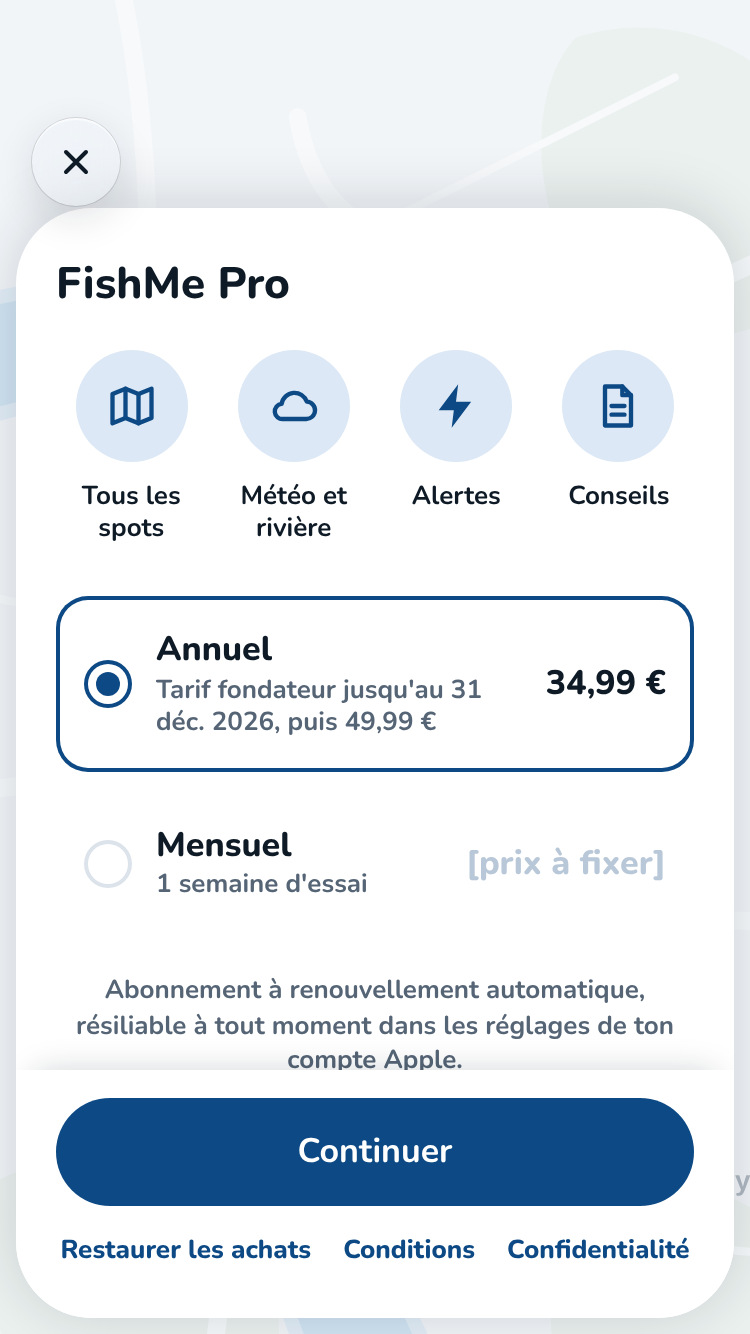 FishMe Pro
Tous les
spots
Météo et
rivière
Alertes
Conseils
Annuel
Tarif fondateur jusqu'au 31
déc. 2026, puis 49,99 €
34,99 €
Mensuel
1 semaine d'essai
[prix à fixer]
Abonnement à renouvellement automatique,
résiliable à tout moment dans les réglages de ton
compte Apple.
Continuer
Restaurer les achats
Conditions
Confidentialité